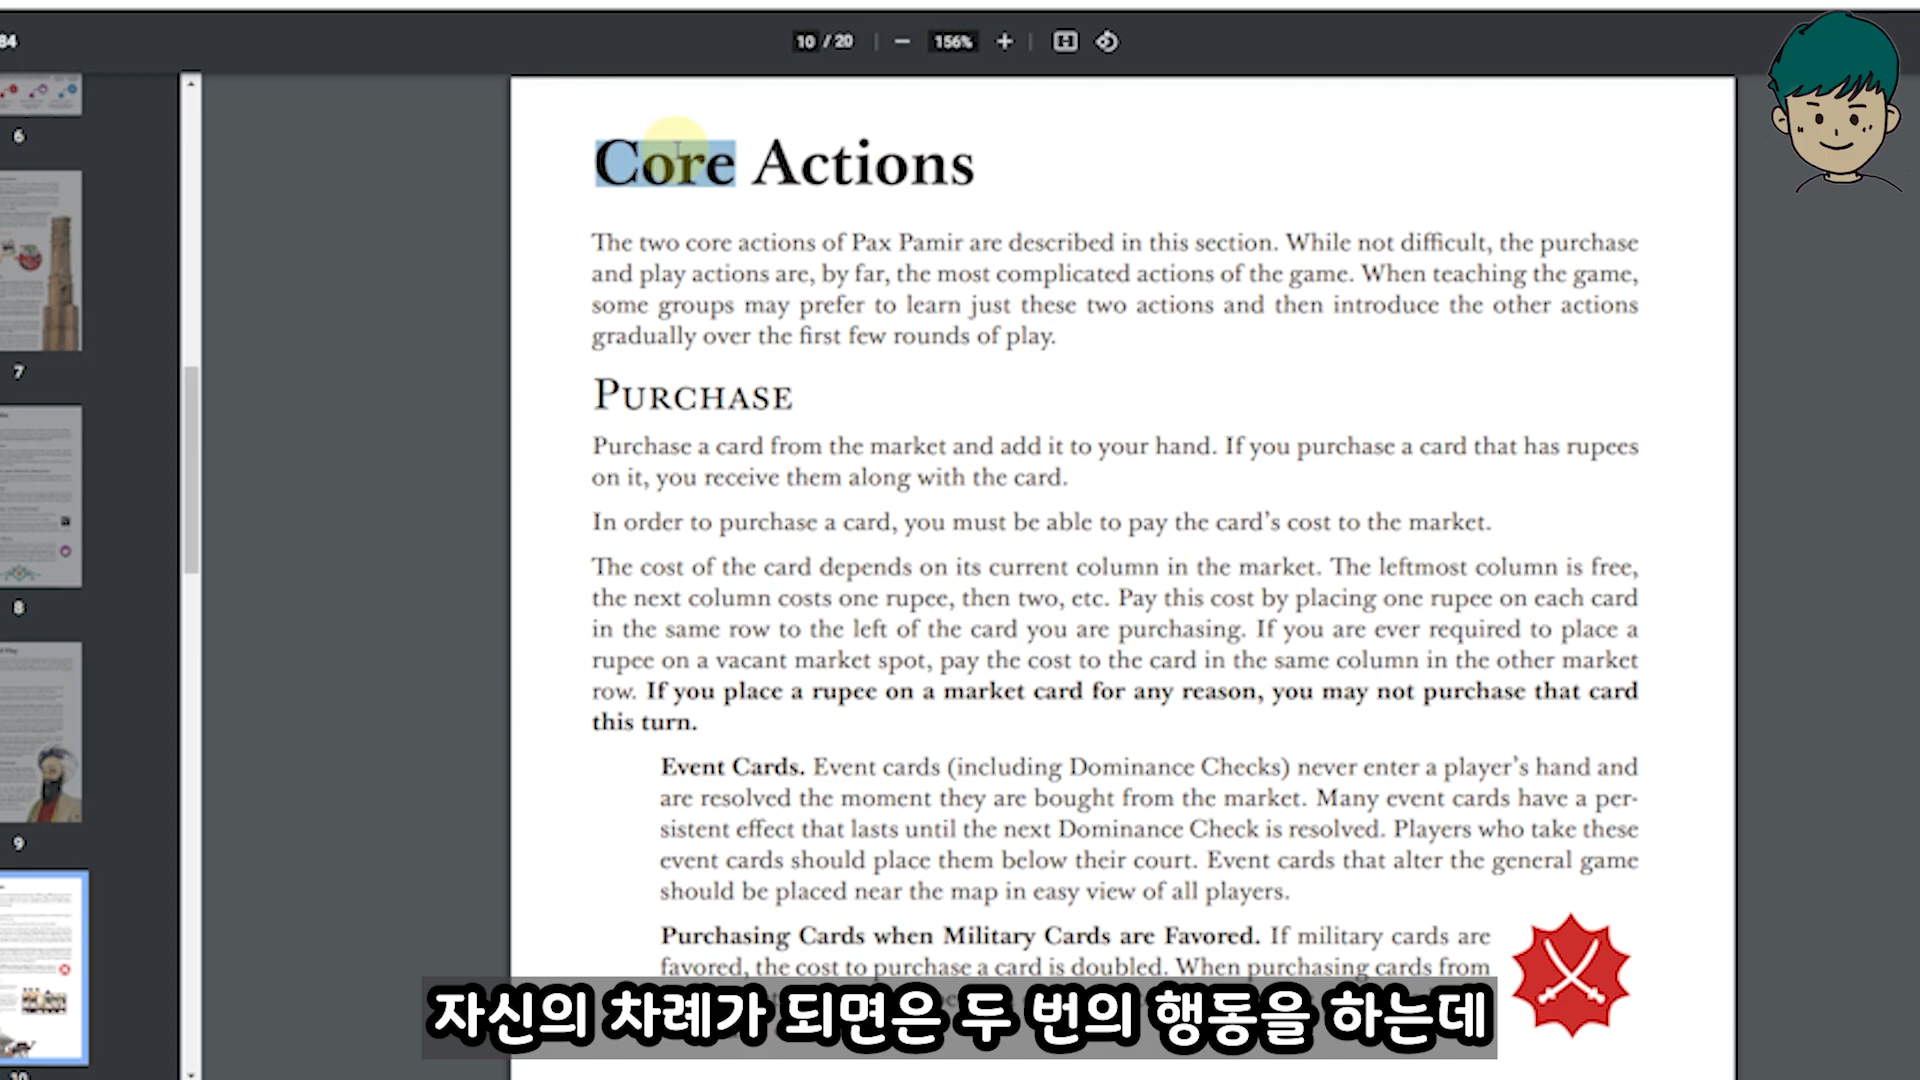 84
10 / 20
156%
6
7
8
9
10
Core Actions
The two core actions of Pax Pamir are described in this section. While not difficult, the purchase
and play actions are, by far, the most complicated actions of the game. When teaching the game,
some groups may prefer to learn just these two actions and then introduce the other actions
gradually over the first few rounds of play.
PURCHASE
Purchase a card from the market and add it to your hand. If you purchase a card that has rupees
on it, you receive them along with the card.
In order to purchase a card, you must be able to pay the card's cost to the market.
The cost of the card depends on its current column in the market. The leftmost column is free,
the next column costs one rupee, then two, etc. Pay this cost by placing one rupee on each card
in the same row to the left of the card you are purchasing. If you are ever required to place a
rupee on a vacant market spot, pay the cost to the card in the same column in the other market
row. If you place a rupee on a market card for any reason, you may not purchase that card
this turn.
Event Cards. Event cards (including Dominance Checks) never enter a player's hand and
are resolved the moment they are bought from the market. Many event cards have a per-
sistent effect that lasts until the next Dominance Check is resolved. Players who take these
event cards should place them below their court. Event cards that alter the general game
should be placed near the map in easy view of all players.
Purchasing Cards when Military Cards are Favored. If military cards are
favored, the cost to purchase a card is doubled. When purchasing cards from
자신의 차례가 되면은 두 번의 행동을 하는데